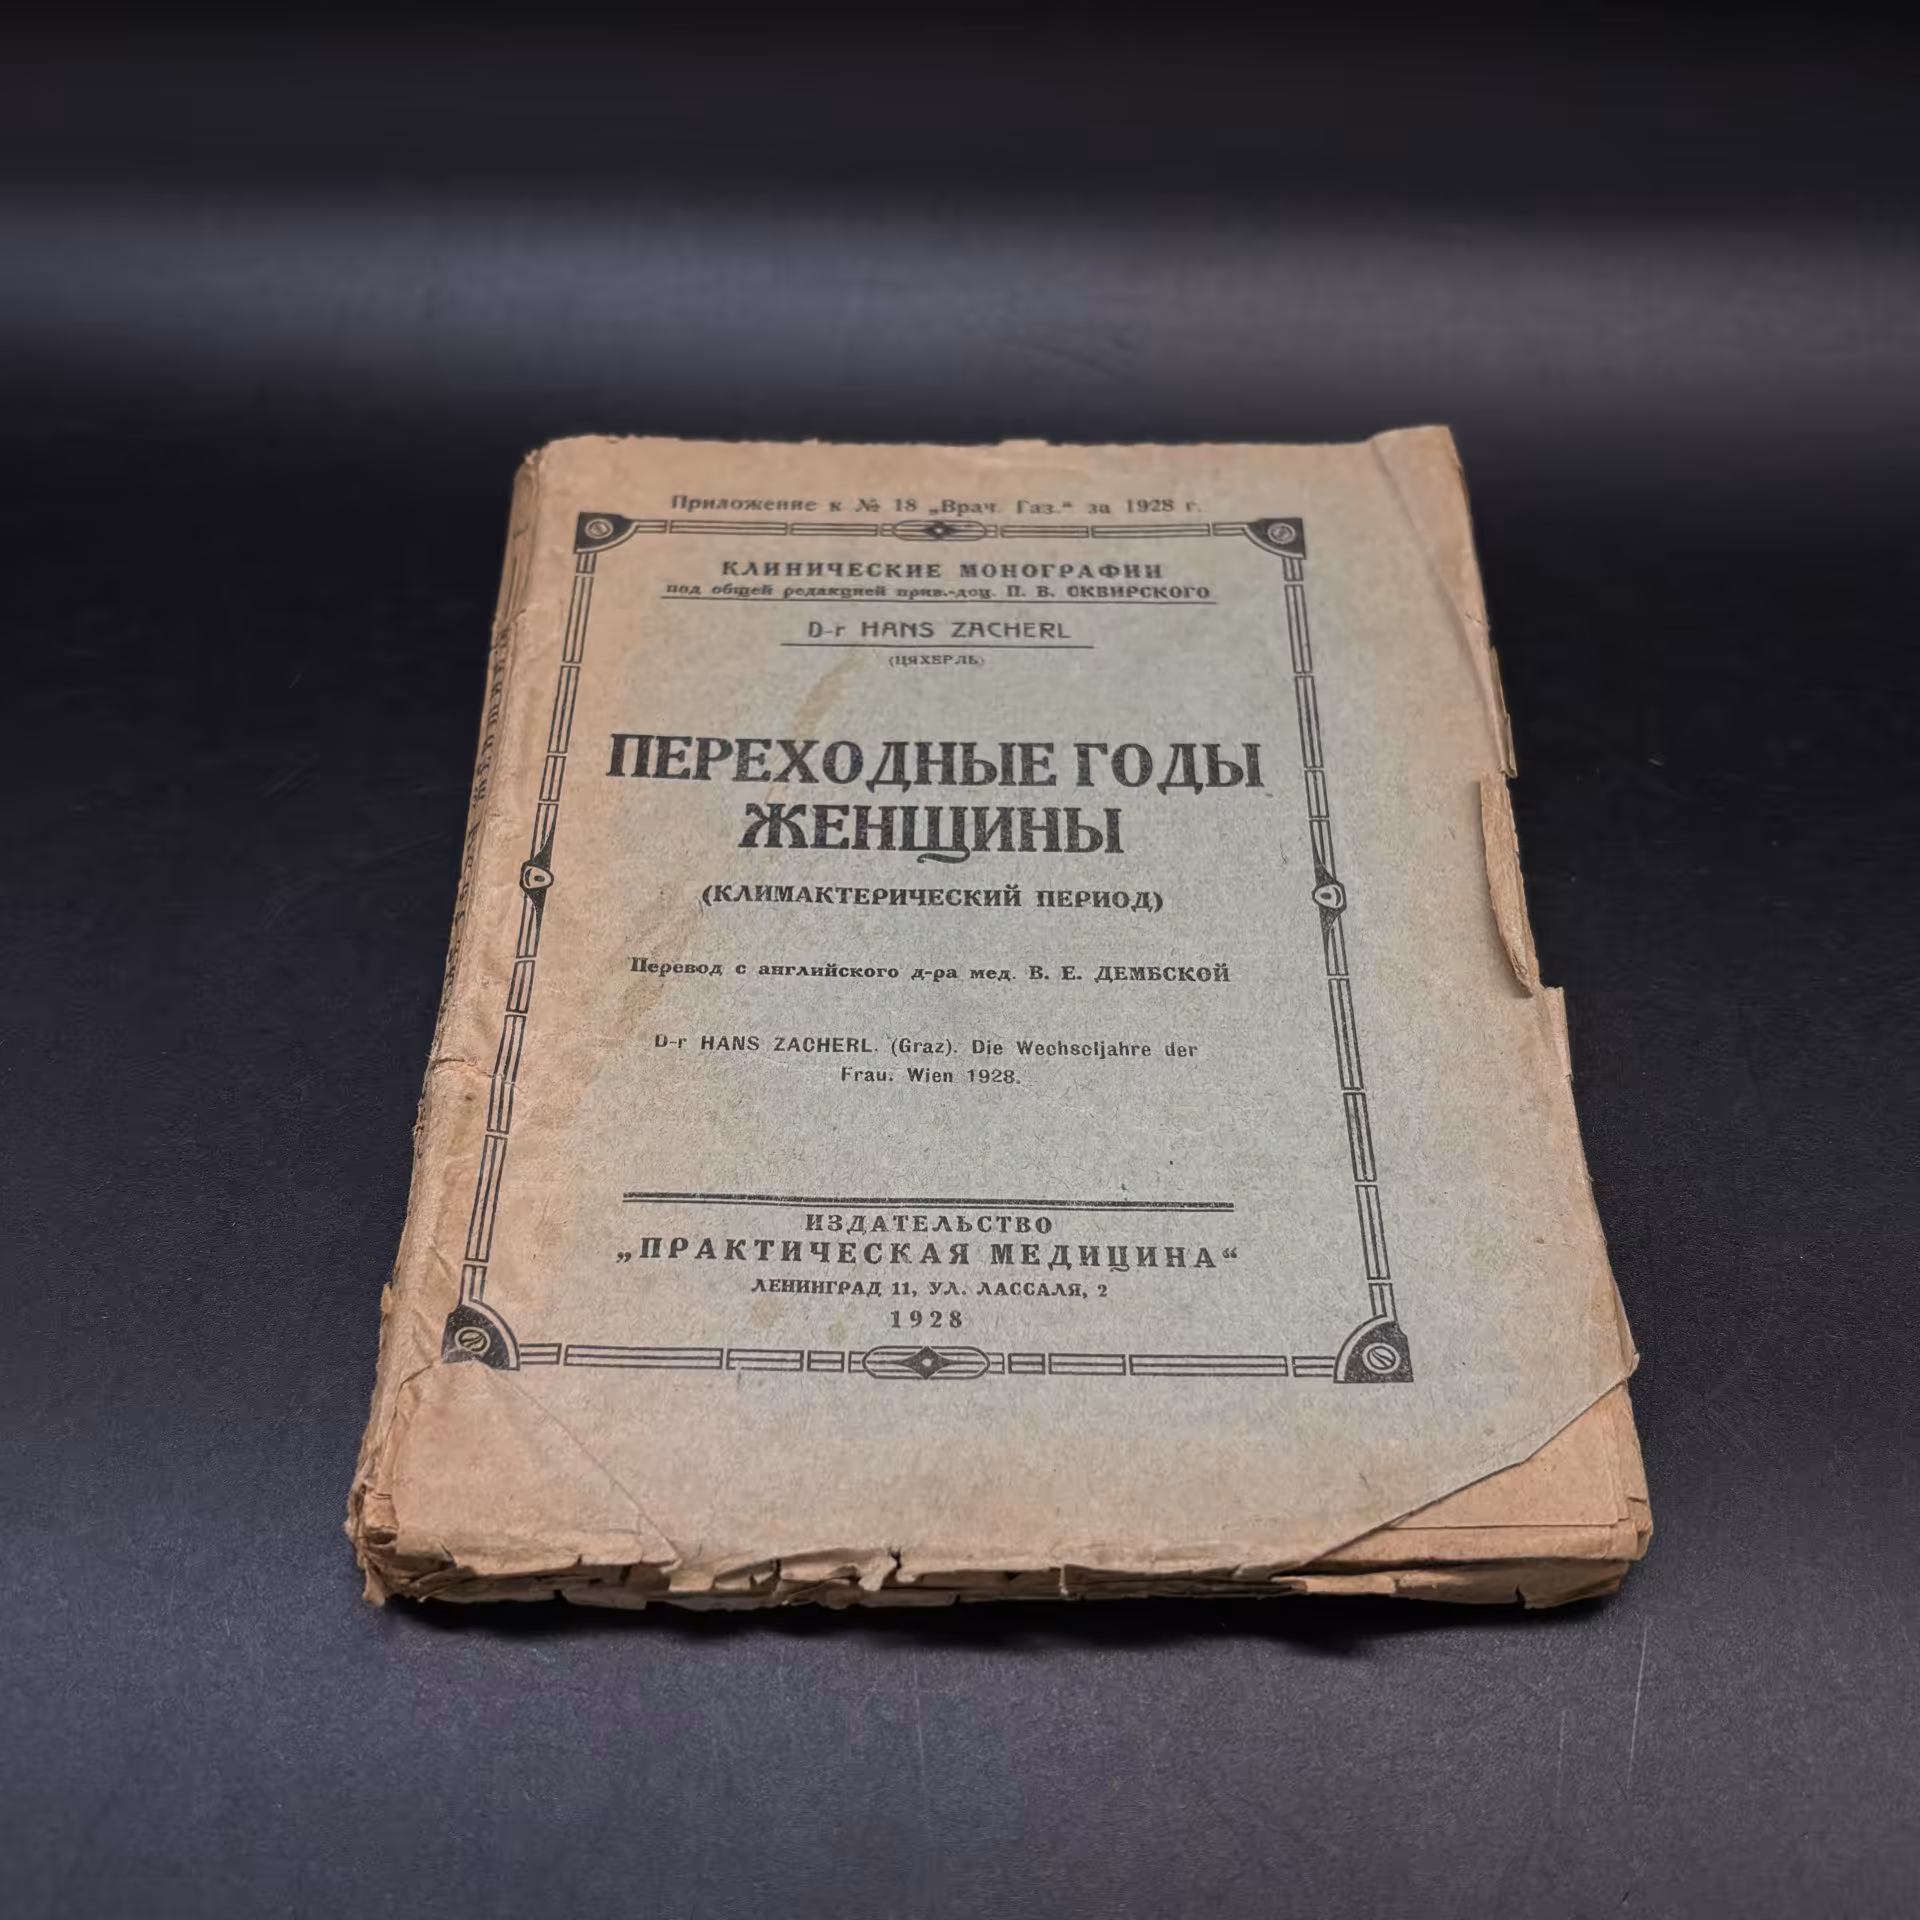 Приложение к № 18 „Врач. Газ.“ за 1928 г.
КЛИНИЧЕСКИЕ МОНОГРАФИИ
под общей редакцией прив.-доц. П. В. СКВИРСКОГО
D-r HANS ZACHERL
(ЦЯХЕРЛЬ)
ПЕРЕХОДНЫЕ ГОДЫ
ЖЕНЩИНЫ
(КЛИМАКТЕРИЧЕСКИЙ ПЕРИОД)
Перевод с английского д-ра мед. В. Е. ДЕМБСКОЙ
D-r HANS ZACHERL. (Graz). Die Wechseljahre der
Frau. Wien 1928.
ИЗДАТЕЛЬСТВО
„ПРАКТИЧЕСКАЯ МЕДИЦИНА“
ЛЕНИНГРАД 11, УЛ. ЛАССАЛЯ, 2
1928